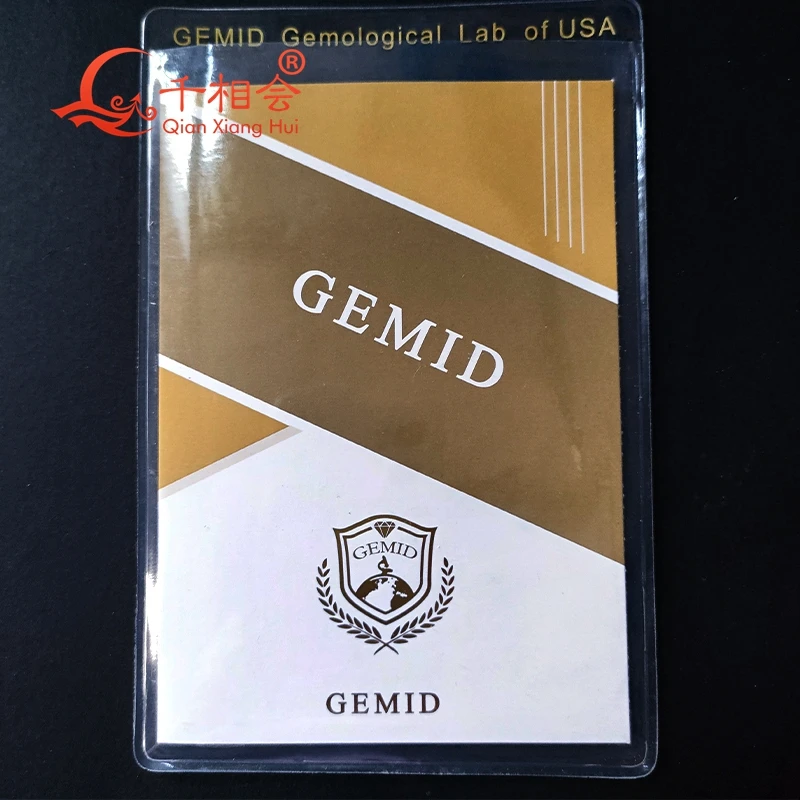 GEMID Gemological Lab of USA
千相会®
Qian Xiang Hui
GEMID
GEMID
GEMID